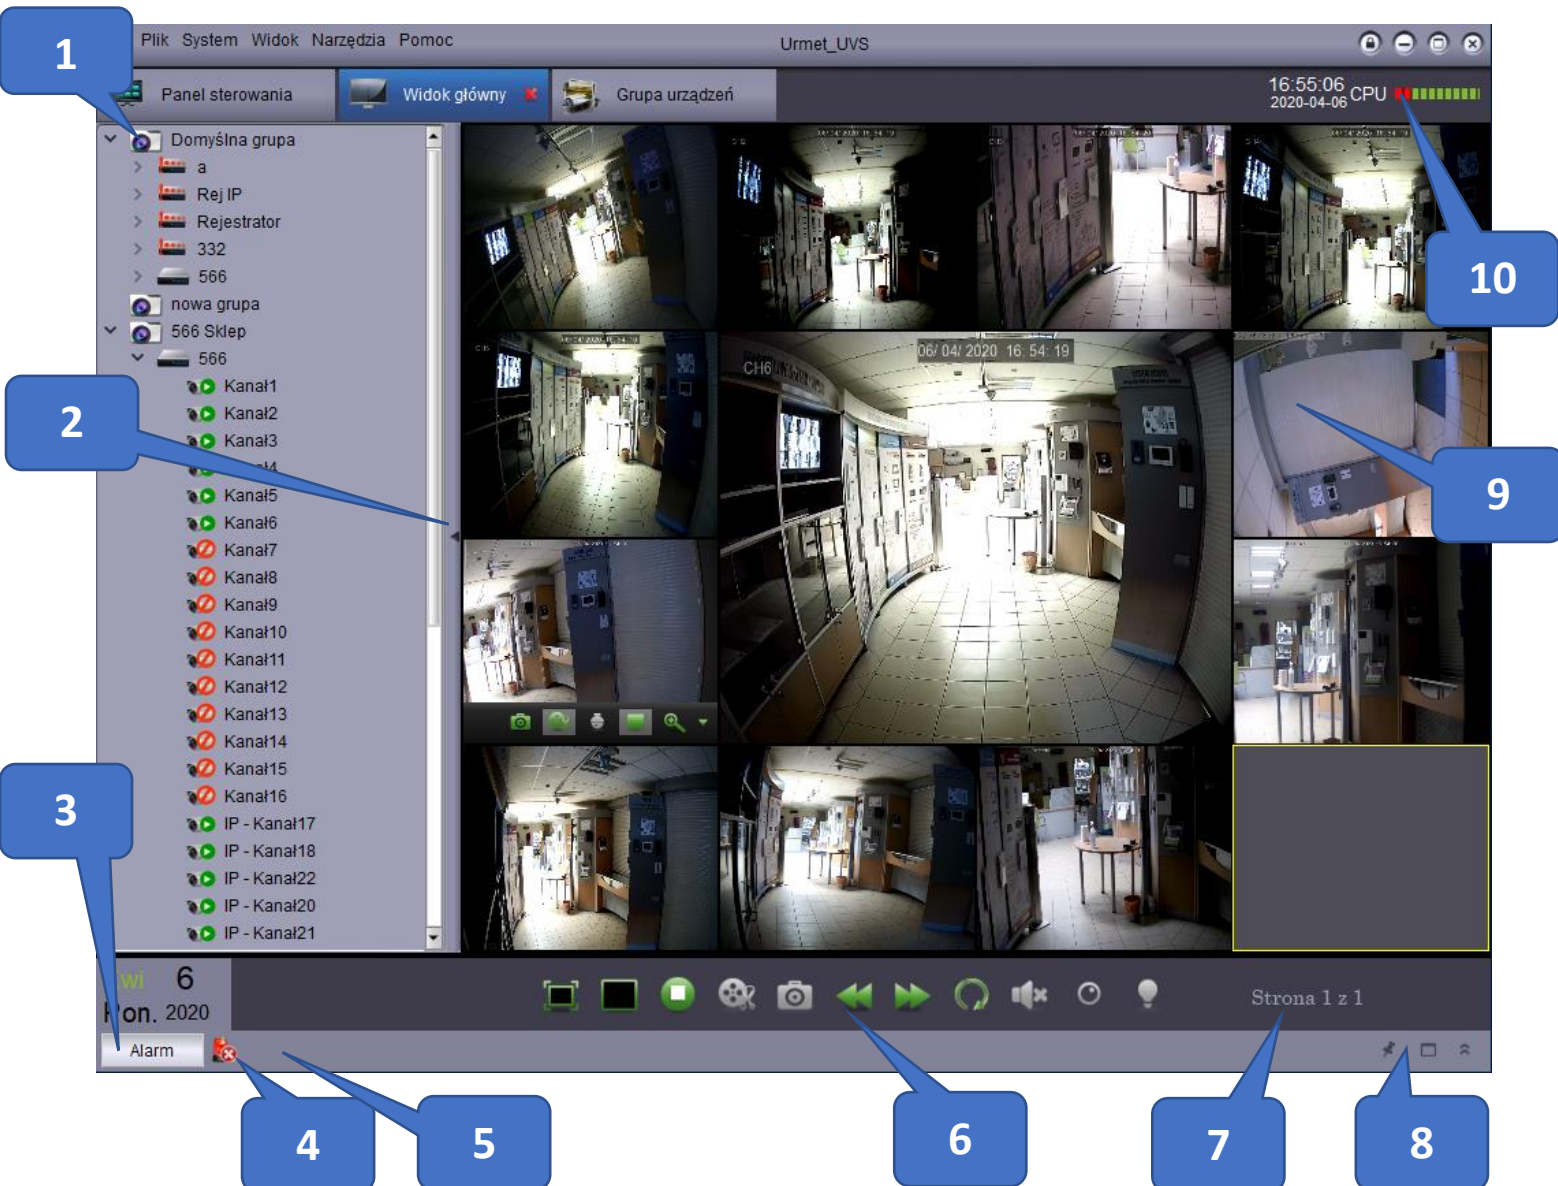 1
Plik System Widok Narzędzia Pomoc
Urmet_UVS
Panel sterowania
Widok główny
Grupa urządzeń
16:55:06
2020-04-06
CPU
Domyślna grupa
a
Rej IP
Rejestrator
332
566
nowa grupa
566 Sklep
566
Kanał1
Kanał2
Kanał3
Kanał5
Kanał6
Kanał7
Kanał8
Kanał9
Kanał10
Kanał11
Kanał12
Kanał13
Kanał14
Kanał15
Kanał16
IP - Kanał17
IP - Kanał18
IP - Kanał22
IP - Kanał20
IP - Kanał21
06/ 04/ 2020 16: 54: 19
CH6
10
2
9
3
6
Pon. 2020
Strona 1 z 1
Alarm
4
5
6
7
8